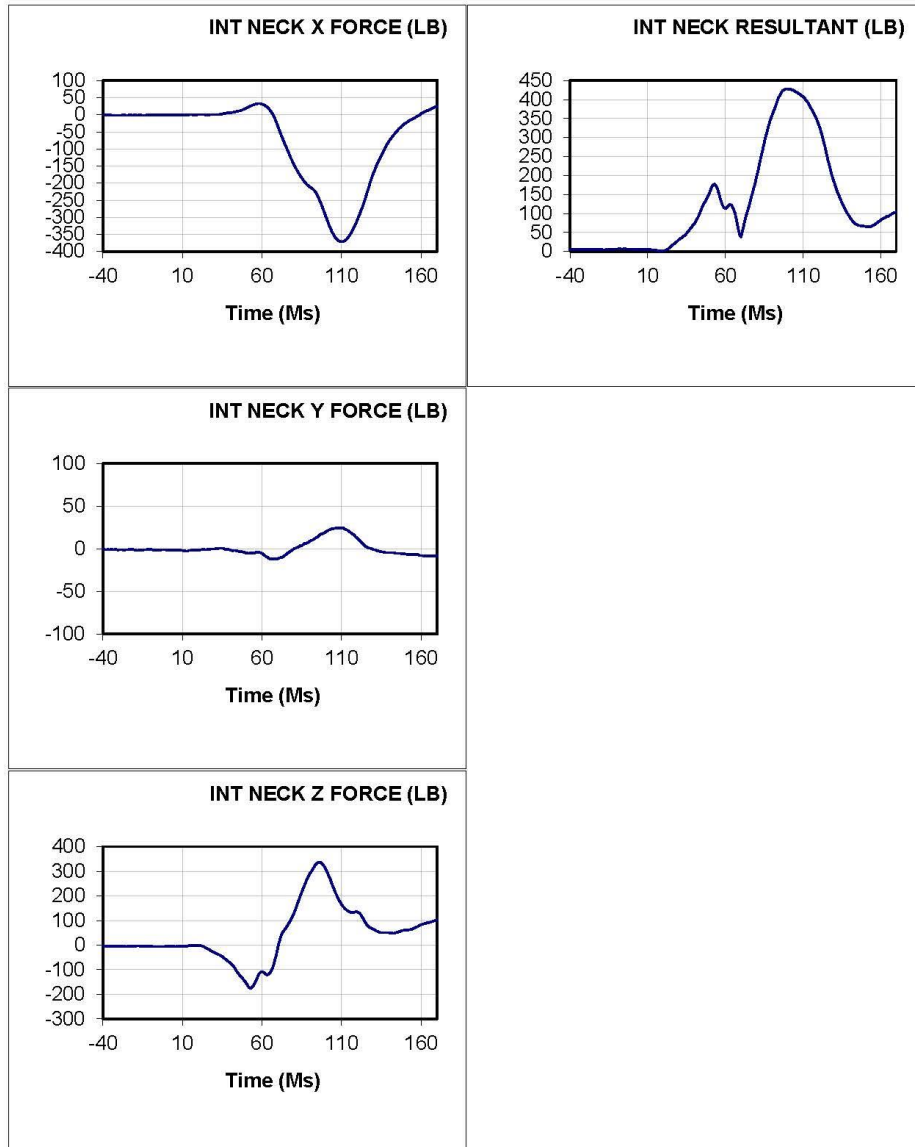 INT NECK X FORCE (LB)
100
50
0
-50
-100
-150
-200
-250
-300
-350
-400
-40 10 60 110 160
Time (Ms)
INT NECK RESULTANT (LB)
450
400
350
300
250
200
150
100
50
0
-40 10 60 110 160
Time (Ms)
INT NECK Y FORCE (LB)
100
50
0
-50
-100
-40 10 60 110 160
Time (Ms)
INT NECK Z FORCE (LB)
400
300
200
100
0
-100
-200
-300
-40 10 60 110 160
Time (Ms)